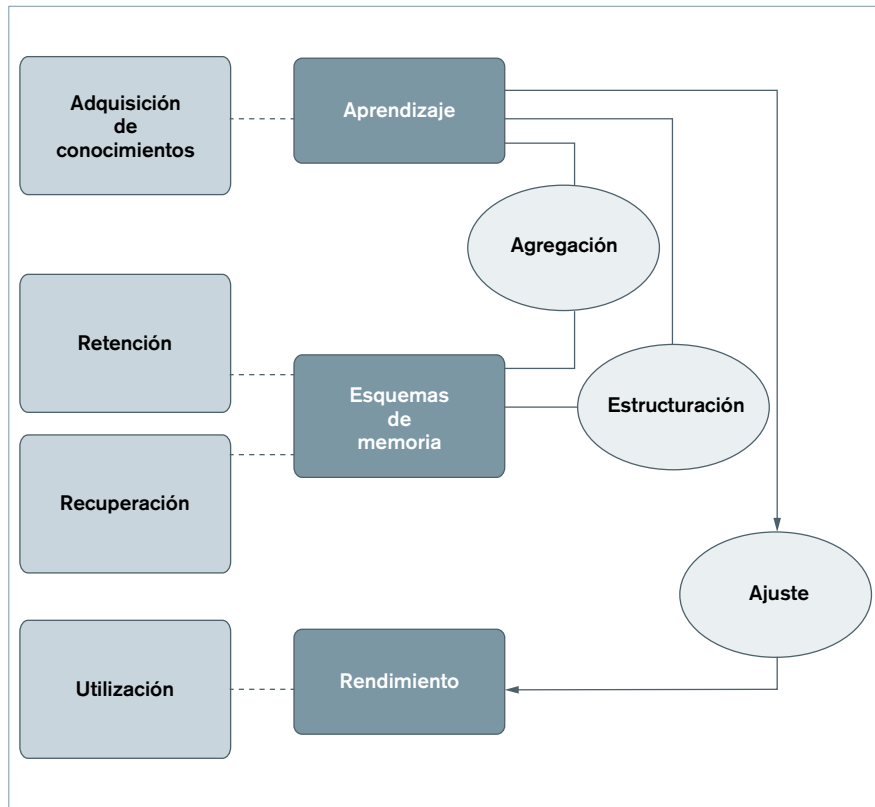 Adquisición
de
conocimientos
Aprendizaje
Agregación
Retención
Esquemas
de
memoria
Estructuración
Recuperación
Ajuste
Utilización
Rendimiento